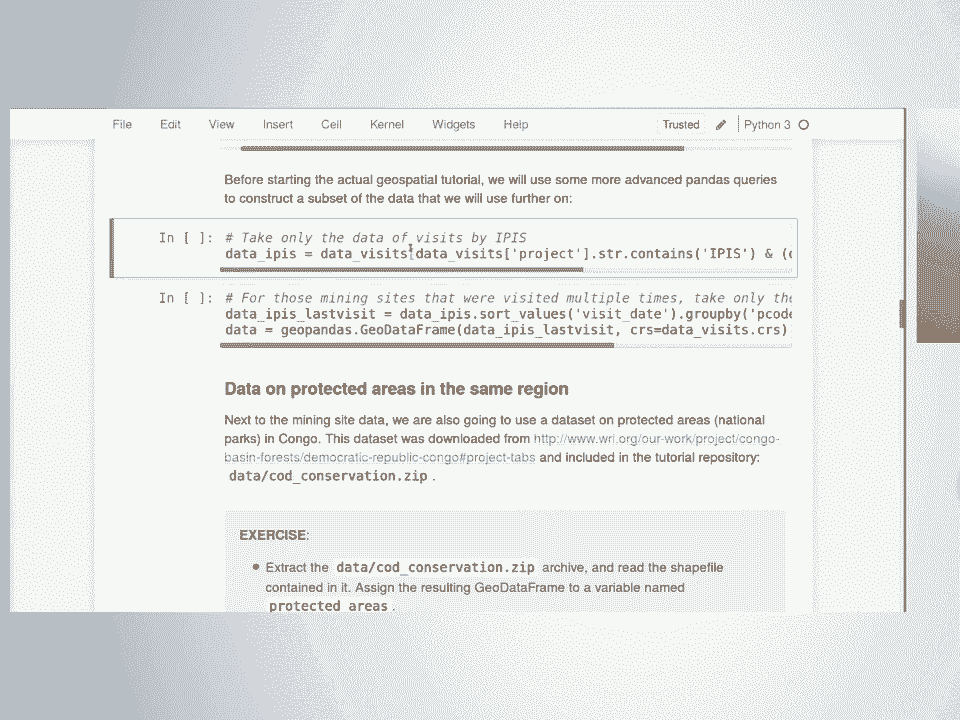 File Edit View Insert Cell Kernel Widgets Help Trusted Python 3
Before starting the actual geospatial tutorial, we will use some more advanced pandas queries
to construct a subset of the data that we will use further on:
In [ ]: # Take only the data of visits by IPIS
data_ipis = data_visits[data_visits['project'].str.contains('IPIS') & (
In [ ]: # For those mining sites that were visited multiple times, take only the
data_ipis_lastvisit = data_ipis.sort_values('visit_date').groupby('pcode
data = geopandas.GeoDataFrame(data_ipis_lastvisit, crs=data_visits.crs)
Data on protected areas in the same region
Next to the mining site data, we are also going to use a dataset on protected areas (national
parks) in Congo. This dataset was downloaded from http://www.wri.org/our-work/project/congo-
basin-forests/democratic-republic-congo#project-tabs and included in the tutorial repository:
data/cod_conservation.zip .
EXERCISE:
• Extract the data/cod_conservation.zip archive, and read the shapefile
contained in it. Assign the resulting GeoDataFrame to a variable named
protected_areas .